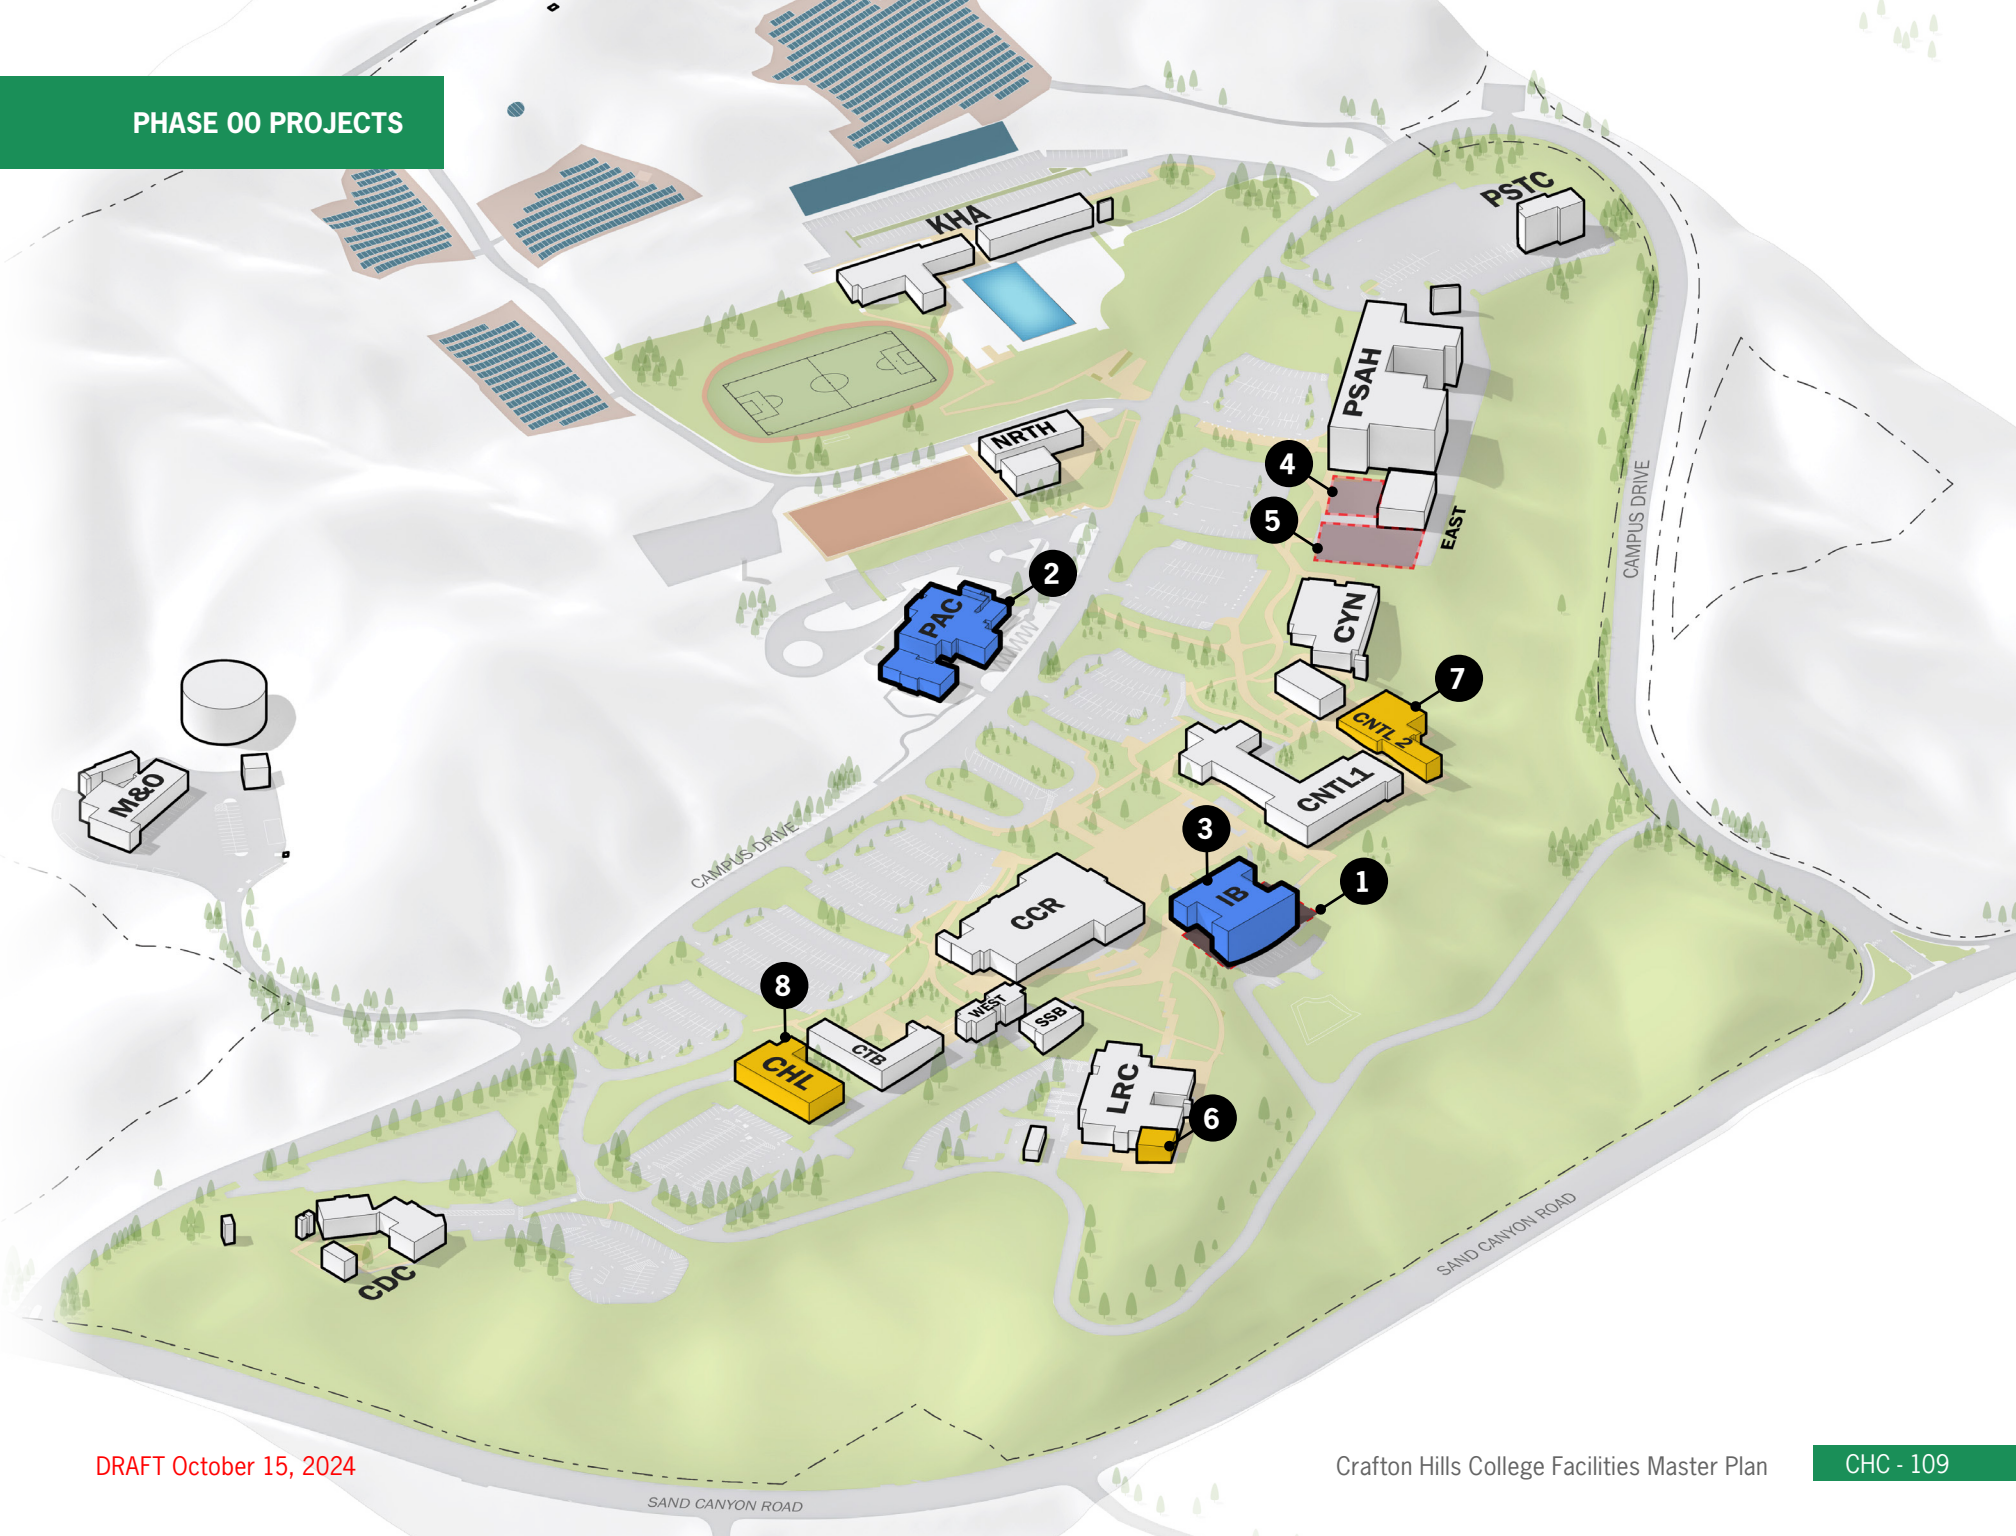 PHASE 00 PROJECTS
PSTC
KHA
PSAH
NRTH
4
5
EAST
CAMPUS DRIVE
2
PAC
CYN
7
CNTL 2
M&O
CNTL1
3
CAMPUS DRIVE
1
IB
CCR
8
WEST
SSB
CTB
CHL
LRC
6
SAND CANYON ROAD
CDC
DRAFT October 15, 2024
Crafton Hills College Facilities Master Plan
CHC - 109
SAND CANYON ROAD